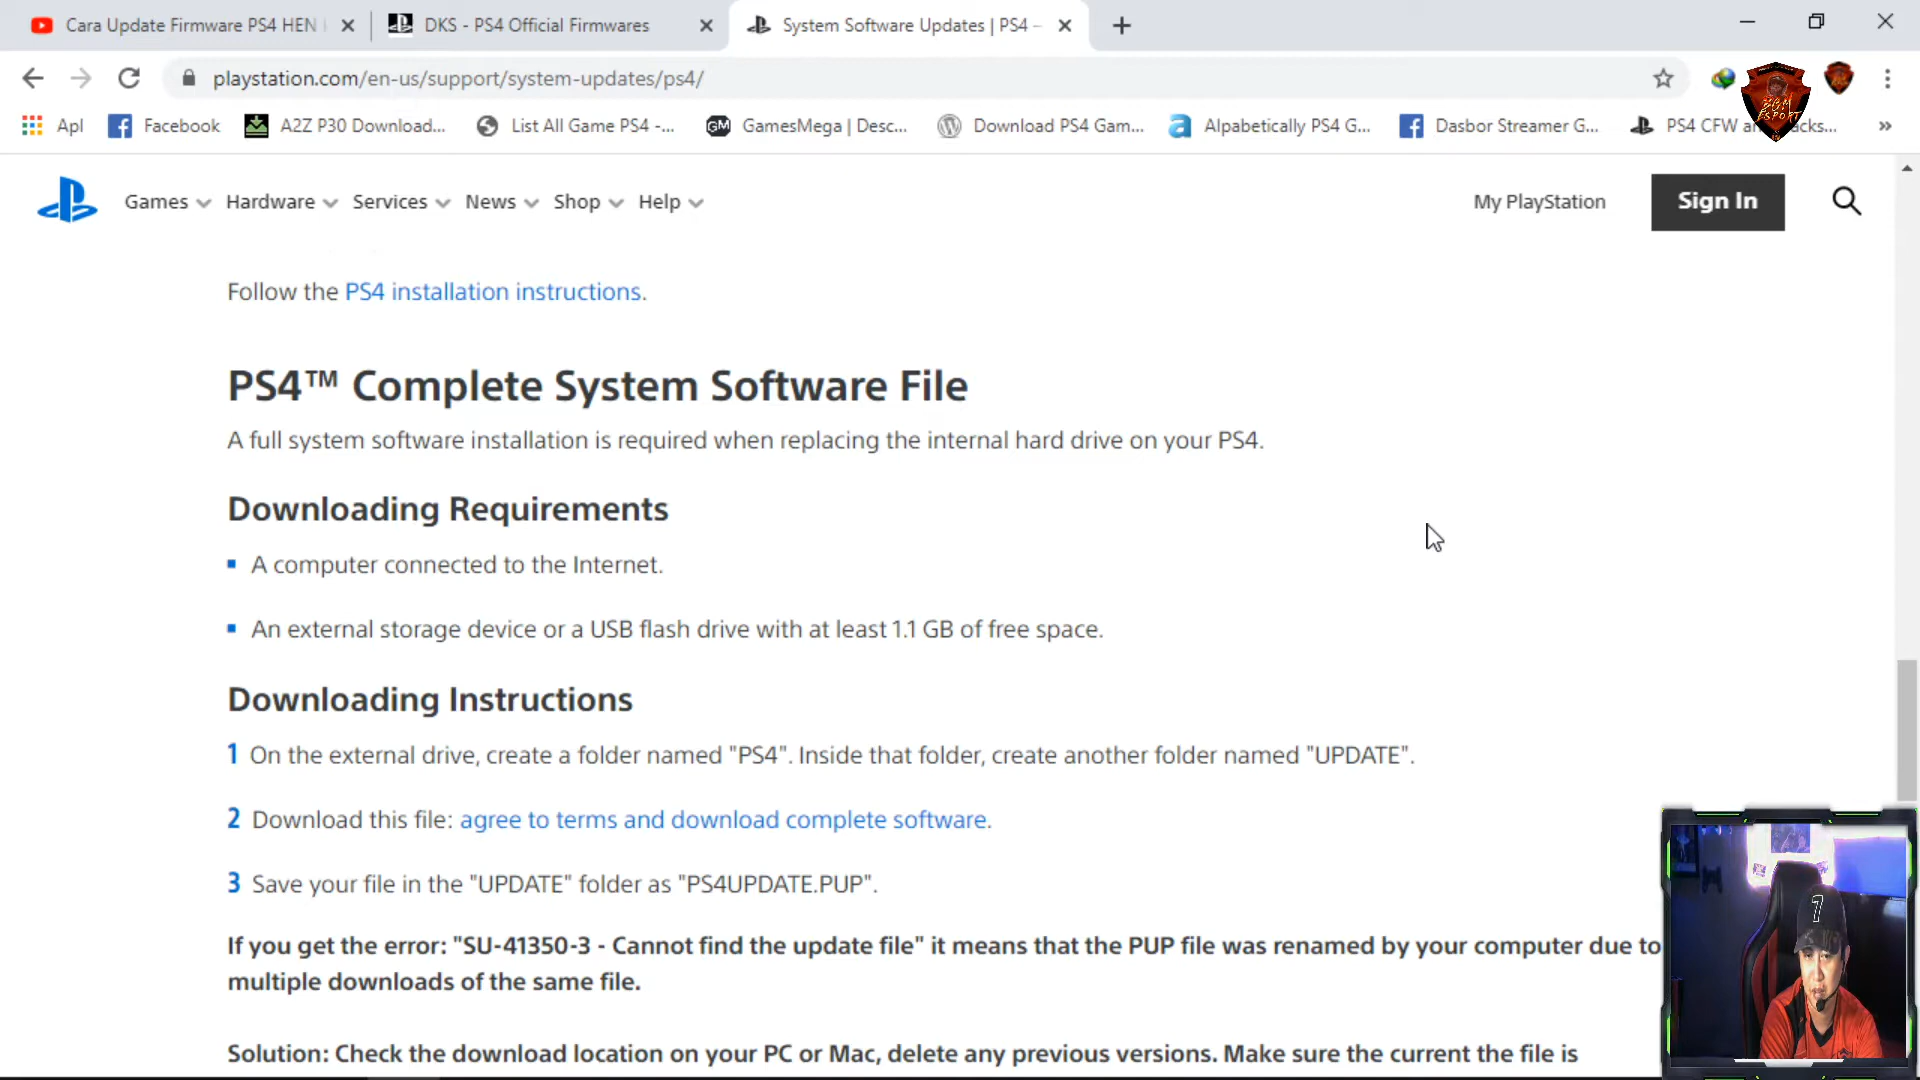 Cara Update Firmware PS4 HEN
DKS - PS4 Official Firmwares
System Software Updates | PS4 –
playstation.com/en-us/support/system-updates/ps4/
Apl
Facebook
A2Z P30 Download...
List All Game PS4 -...
GM
GamesMega | Desc...
Download PS4 Gam...
Alpabetically PS4 G...
Dasbor Streamer G...
PS4 CFW
cks...
BGM
ESPORT
Games
Hardware
Services
News
Shop
Help
My PlayStation
Sign In
Follow the PS4 installation instructions.
PS4™ Complete System Software File
A full system software installation is required when replacing the internal hard drive on your PS4.
Downloading Requirements
▪ A computer connected to the Internet.
▪ An external storage device or a USB flash drive with at least 1.1 GB of free space.
Downloading Instructions
1 On the external drive, create a folder named "PS4". Inside that folder, create another folder named "UPDATE".
2 Download this file: agree to terms and download complete software.
3 Save your file in the "UPDATE" folder as "PS4UPDATE.PUP".
If you get the error: "SU-41350-3 - Cannot find the update file" it means that the PUP file was renamed by your computer due to
multiple downloads of the same file.
Solution: Check the download location on your PC or Mac, delete any previous versions. Make sure the current the file is
7